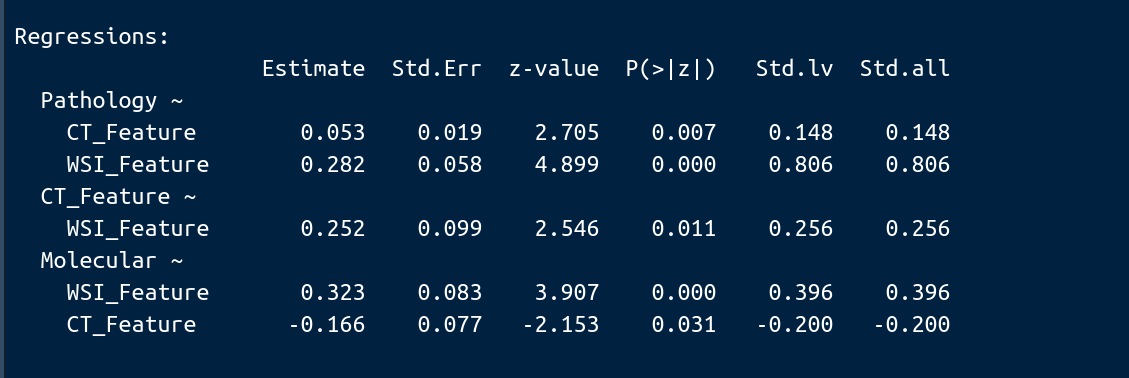 Regressions:
                   Estimate  Std.Err  z-value  P(>|z|)   Std.lv  Std.all
  Pathology ~
    CT_Feature        0.053    0.019    2.705    0.007    0.148    0.148
    WSI_Feature       0.282    0.058    4.899    0.000    0.806    0.806
  CT_Feature ~
    WSI_Feature       0.252    0.099    2.546    0.011    0.256    0.256
  Molecular ~
    WSI_Feature       0.323    0.083    3.907    0.000    0.396    0.396
    CT_Feature       -0.166    0.077   -2.153    0.031   -0.200   -0.200